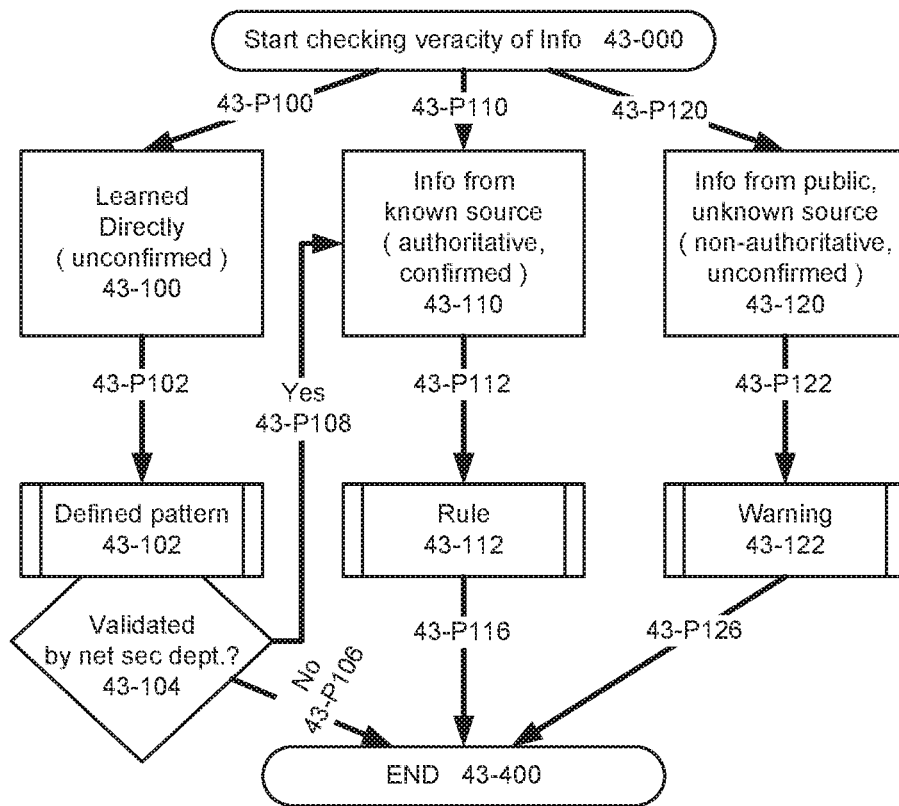 Start checking veracity of Info 43-000
43-P100
43-P110
43-P120
Learned
Directly
( unconfirmed )
43-100
Info from
known source
( authoritative,
confirmed )
43-110
Info from public,
unknown source
( non-authoritative,
unconfirmed )
43-120
43-P102
Yes
43-P108
43-P112
43-P122
Defined pattern
43-102
Rule
43-112
Warning
43-122
Validated
by net sec dept.?
43-104
No
43-P106
43-P116
43-P126
END 43-400